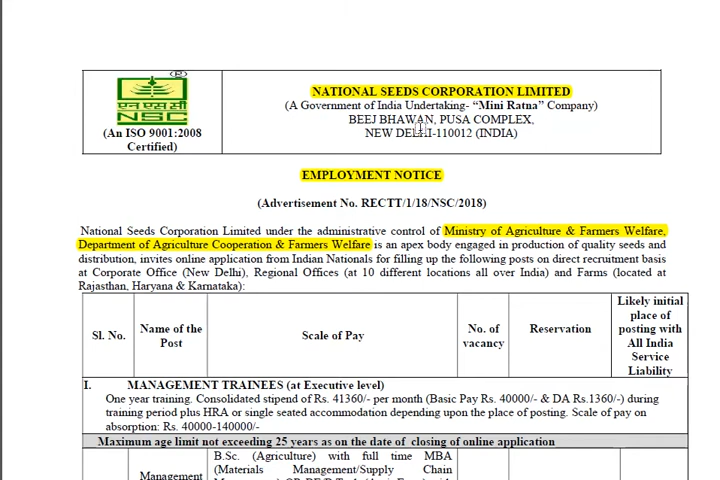 ®
एन एस सी
NSC
(An ISO 9001:2008
Certified)
NATIONAL SEEDS CORPORATION LIMITED
(A Government of India Undertaking- “Mini Ratna” Company)
BEEJ BHAWAN, PUSA COMPLEX,
NEW DELHI-110012 (INDIA)
EMPLOYMENT NOTICE
(Advertisement No. RECTT/1/18/NSC/2018)
National Seeds Corporation Limited under the administrative control of Ministry of Agriculture & Farmers Welfare,
Department of Agriculture Cooperation & Farmers Welfare is an apex body engaged in production of quality seeds and
distribution, invites online application from Indian Nationals for filling up the following posts on direct recruitment basis
at Corporate Office (New Delhi), Regional Offices (at 10 different locations all over India) and Farms (located at
Rajasthan, Haryana & Karnataka):
Sl. No.
Name of the
Post
Scale of Pay
No. of
vacancy
Reservation
Likely initial
place of
posting with
All India
Service
Liability
I. MANAGEMENT TRAINEES (at Executive level)
One year training. Consolidated stipend of Rs. 41360/- per month (Basic Pay Rs. 40000/- & DA Rs.1360/-) during
training period plus HRA or single seated accommodation depending upon the place of posting. Scale of pay on
absorption: Rs. 40000-140000/-
Maximum age limit not exceeding 25 years as on the date of closing of online application
Management
B.Sc. (Agriculture) with full time MBA
(Materials Management/Supply Chain